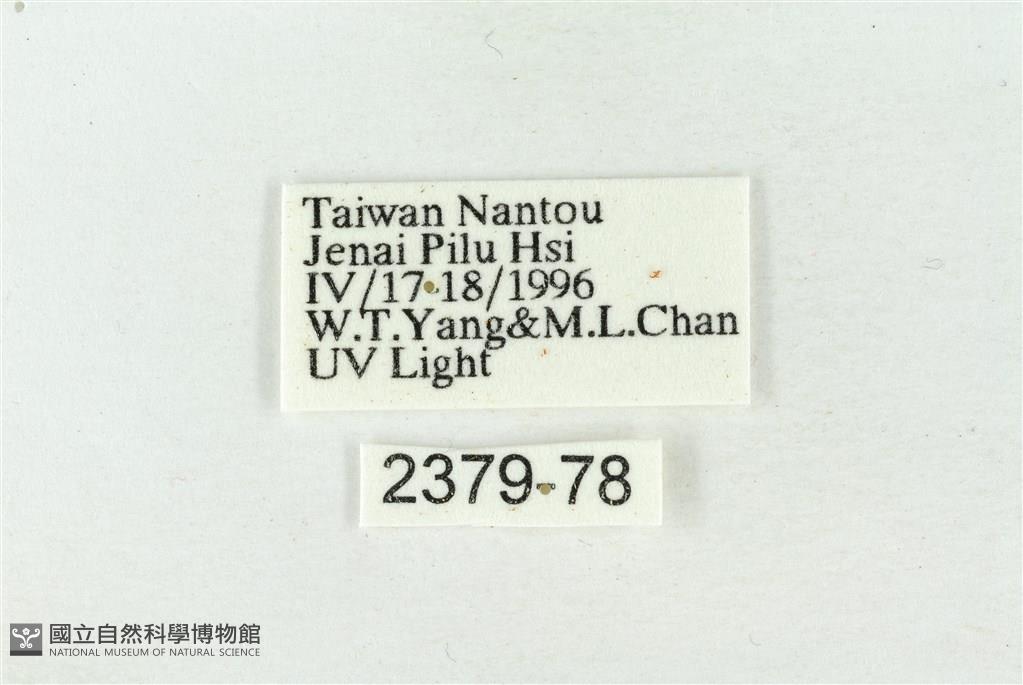 Taiwan Nantou
Jenai Pilu Hsi
IV/17-18/1996
W.T.Yang&M.L.Chan
UV Light
2379-78
國立自然科學博物館
NATIONAL MUSEUM OF NATURAL SCIENCE